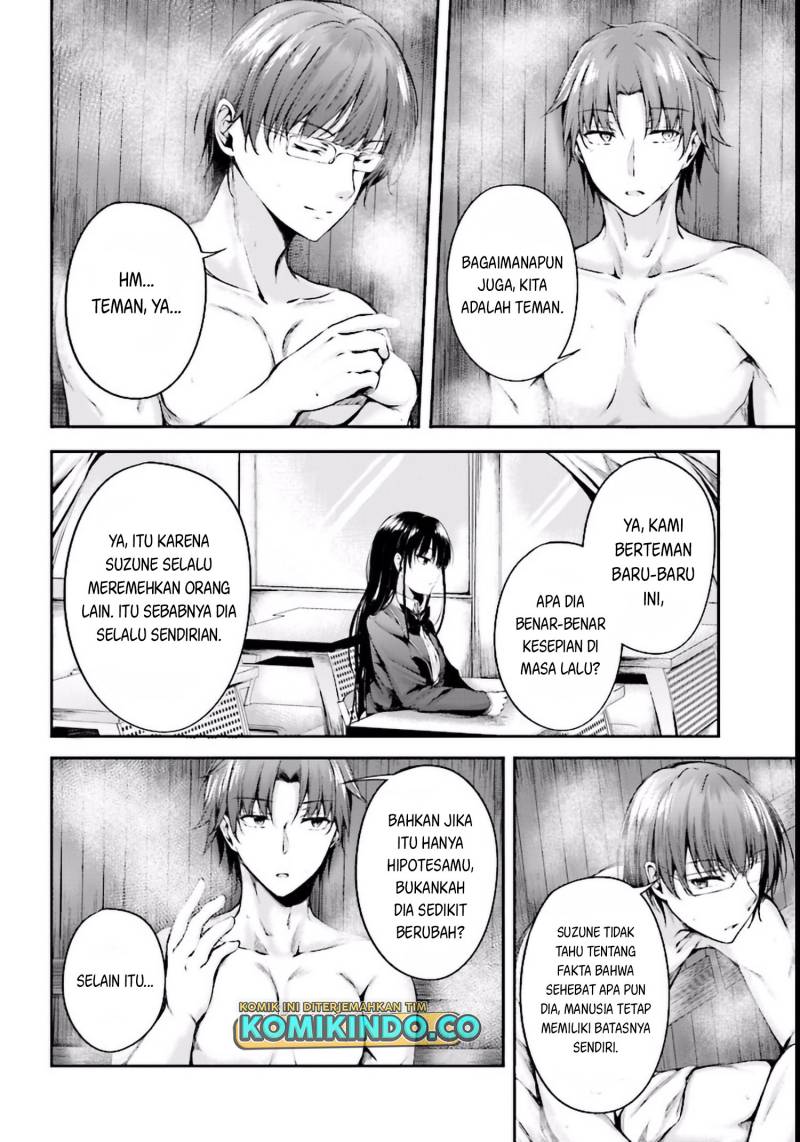 BAGAIMANAPUN
JUGA, KITA
ADALAH TEMAN.
HM...
TEMAN, YA...
YA, KAMI
BERTEMAN
BARU-BARU
INI,
APA DIA
BENAR-BENAR
KESEPIAN DI
MASA LALU?
YA, ITU KARENA
SUZUNE SELALU
MEREMEHKAN ORANG
LAIN. ITU SEBABNYA DIA
SELALU SENDIRIAN.
SUZUNE TIDAK
TAHU TENTANG
FAKTA BAHWA
SEHEBAT APA PUN
DIA, MANUSIA TETAP
MEMILIKI BATASNYA
SENDIRI.
BAHKAN JIKA
ITU HANYA
HIPOTESAMU,
BUKANKAH
DIA SEDIKIT
BERUBAH?
SELAIN ITU...
KOMIK INI DITERJEMAHKAN TIM
KOMIKINDO.CO